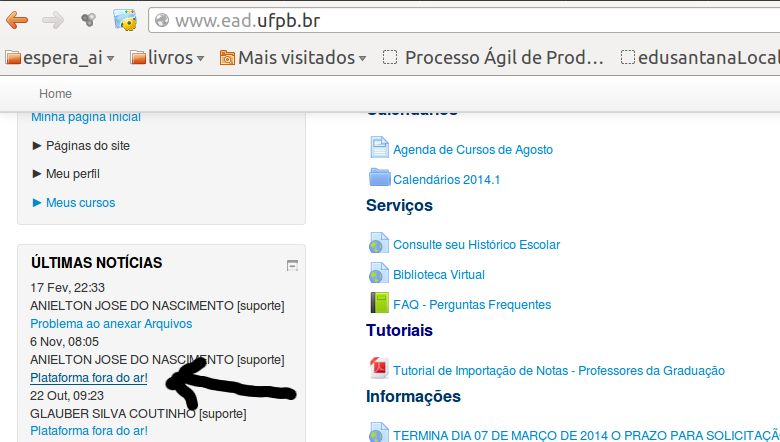 www.ead.ufpb.br
espera_ai livros Mais visitados Processo Ágil de Prod... edusantanaLocal
Home
Minha página inicial
Páginas do site
Meu perfil
Meus cursos
ÚLTIMAS NOTÍCIAS
17 Fev, 22:33
ANIELTON JOSE DO NASCIMENTO [suporte]
Problema ao anexar Arquivos
6 Nov, 08:05
ANIELTON JOSE DO NASCIMENTO [suporte]
Plataforma fora do ar!
22 Out, 09:23
GLAUBER SILVA COUTINHO [suporte]
Plataforma fora do ar!
Calendários
Agenda de Cursos de Agosto
Calendários 2014.1
Serviços
Consulte seu Histórico Escolar
Biblioteca Virtual
FAQ - Perguntas Frequentes
Tutoriais
Tutorial de Importação de Notas - Professores da Graduação
Informações
TERMINA DIA 07 DE MARÇO DE 2014 O PRAZO PARA SOLICITAÇÃ